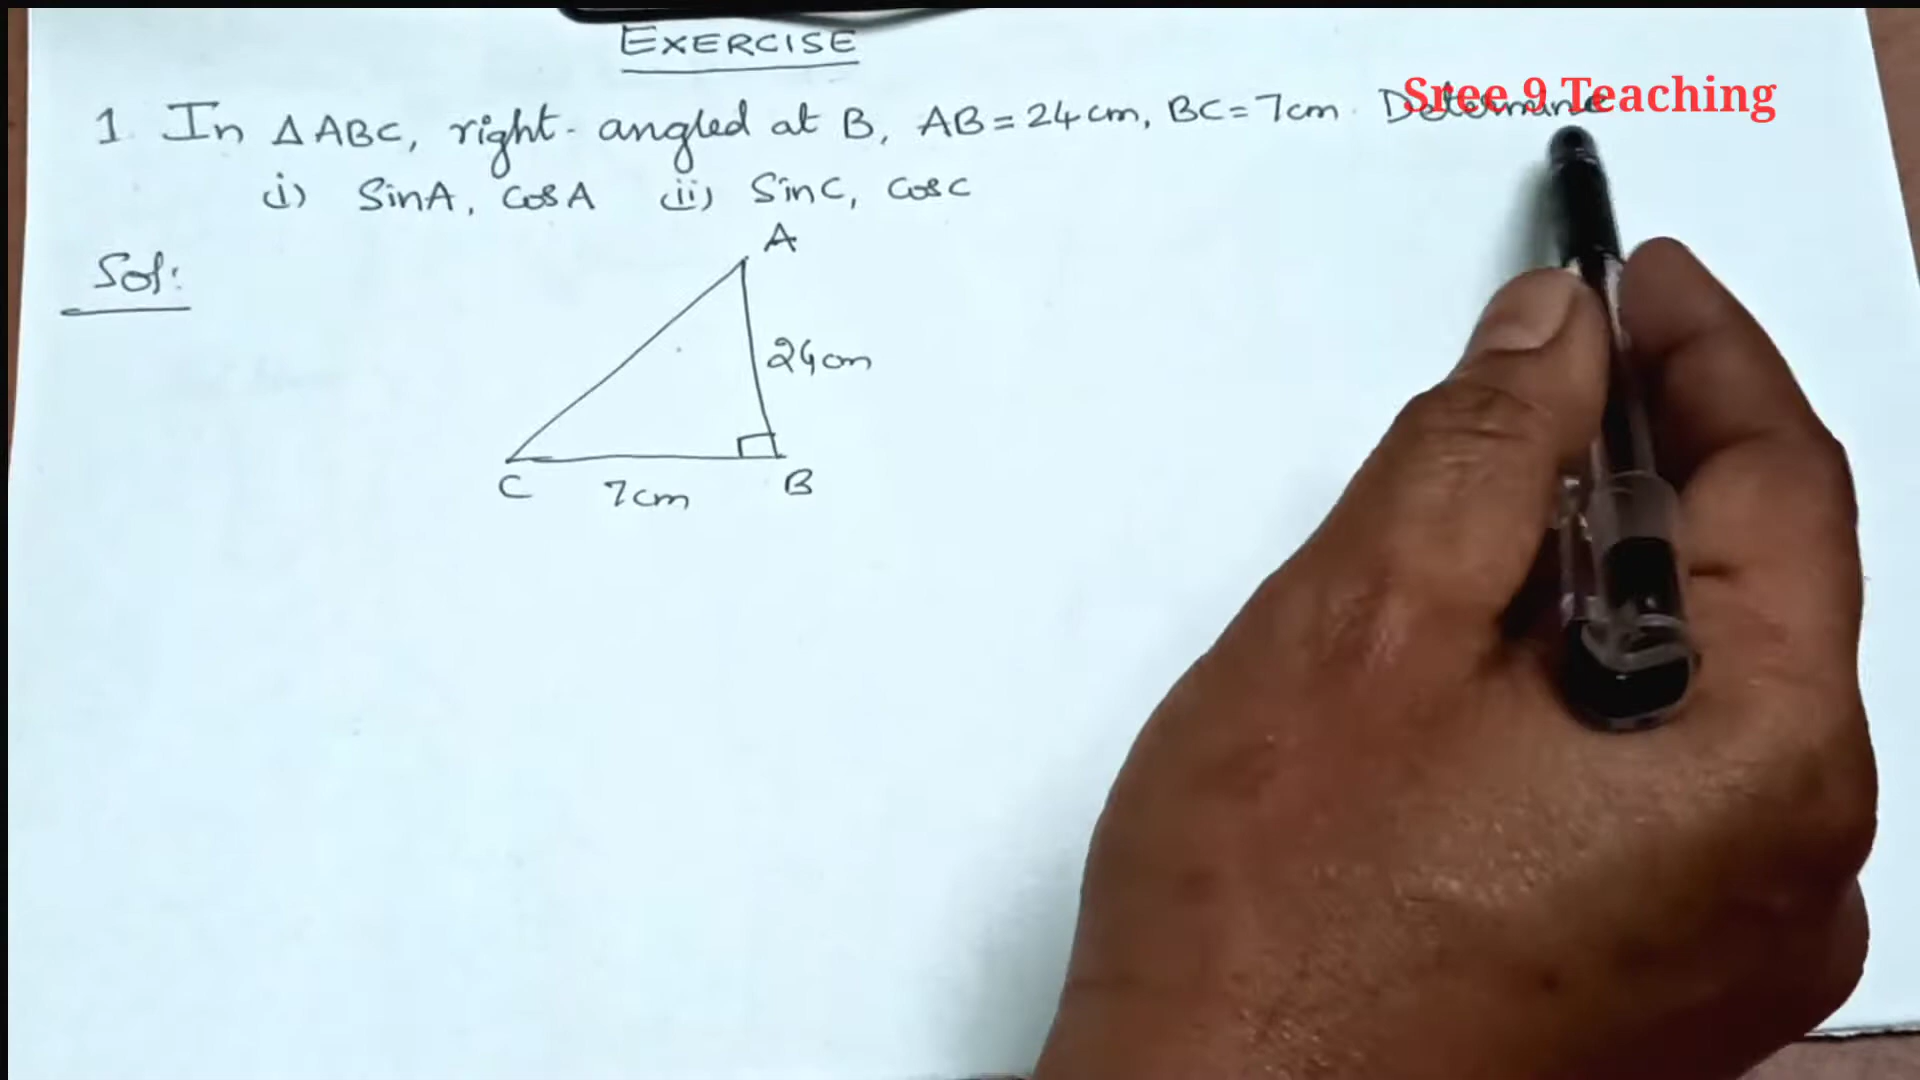 EXERCISE
1. In △ABC, right-angled at B, AB=24cm, BC=7cm. Determine
Sree 9 Teaching
i) SinA, CosA ii) SinC, CosC
Sol:
A
24cm
C 7cm B